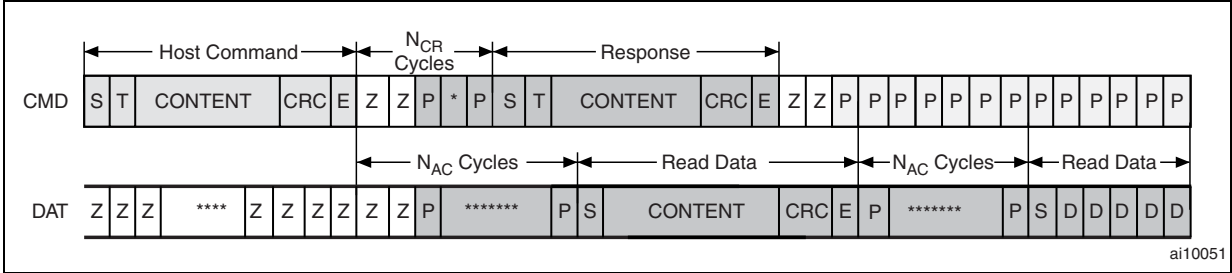 Host Command N_CR Cycles Response
CMD S T CONTENT CRC E Z Z P * P S T CONTENT CRC E Z Z P P P P P P P P P P P P P
N_AC Cycles Read Data N_AC Cycles Read Data
DAT Z Z Z **** Z Z Z Z Z Z P ******* P S CONTENT CRC E P ******* P S D D D D D
ai10051